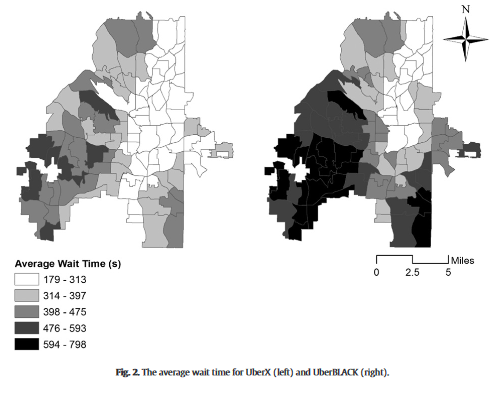 N
Average Wait Time (s)
179 - 313
314 - 397
398 - 475
476 - 593
594 - 798
Miles
0 2.5 5
Fig. 2. The average wait time for UberX (left) and UberBLACK (right).